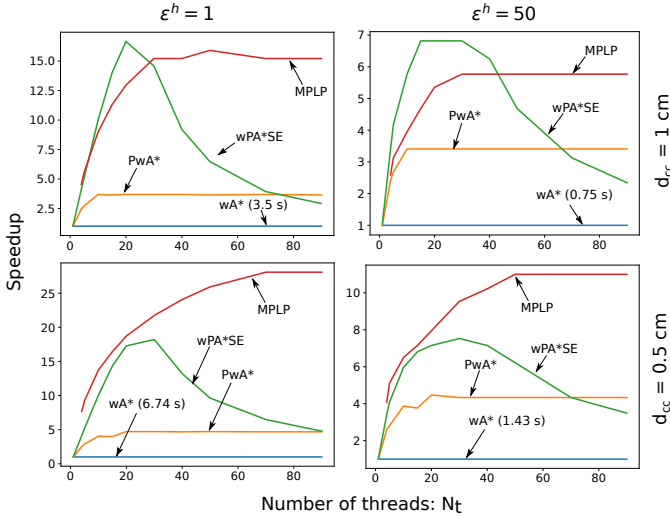 ε^h = 1
ε^h = 50
15.0
12.5
10.0
7.5
5.0
2.5
MPLP
wPA*SE
PwA*
wA* (3.5 s)
0 20 40 60 80
7
6
5
4
3
2
1
MPLP
wPA*SE
PwA*
wA* (0.75 s)
0 20 40 60 80
d_cc = 1 cm
Speedup
25
20
15
10
5
0
MPLP
wPA*SE
PwA*
wA* (6.74 s)
0 20 40 60 80
10
8
6
4
2
MPLP
wPA*SE
PwA*
wA* (1.43 s)
0 20 40 60 80
d_cc = 0.5 cm
Number of threads: N_t